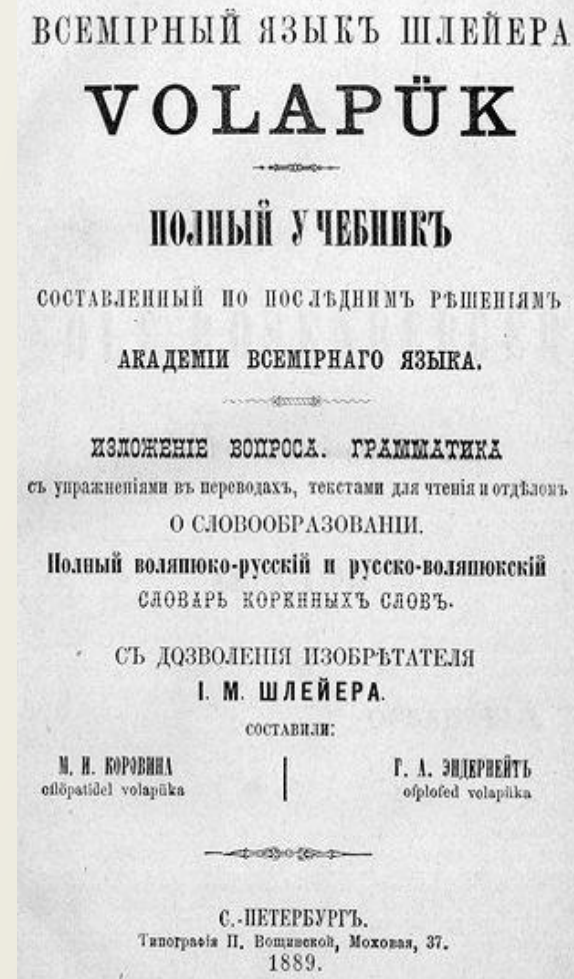 ВСЕМІРНЫЙ ЯЗЫКЪ ШЛЕЙЕРА
VOLAPÜK
ПОЛНЫЙ УЧЕБНИКЪ
СОСТАВЛЕННЫЙ ПО ПОСЛѢДНИМЪ РѢШЕНІЯМЪ
АКАДЕМІИ ВСЕМІРНАГО ЯЗЫКА.
ИЗЛОЖЕНІЕ ВОПРОСА. ГРАММАТИКА
съ упражненіями въ переводахъ, текстами для чтенія и отдѣломъ
О СЛОВООБРАЗОВАНІИ.
Полный воляпюко-русскій и русско-воляпюкскій
СЛОВАРЬ КОРЕННЫХЪ СЛОВЪ.
СЪ ДОЗВОЛЕНІЯ ИЗОБРѢТАТЕЛЯ
І. М. ШЛЕЙЕРА.
СОСТАВИЛИ:
М. И. КОРОВИНА
volapüka
Г. А. ЭНДЕРНЕЙТЪ
volapüka
С.-ПЕТЕРБУРГЪ.
Типографія П. Вощинской, Моховая, 37.
1889.